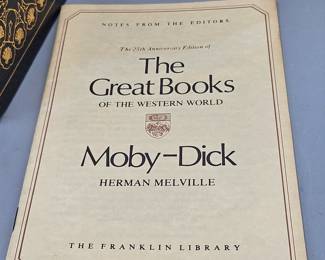 NOTES FROM THE EDITORS
The 25th Anniversary Edition of
The
Great Books
OF THE WESTERN WORLD
Moby-Dick
HERMAN MELVILLE
THE FRANKLIN LIBRARY